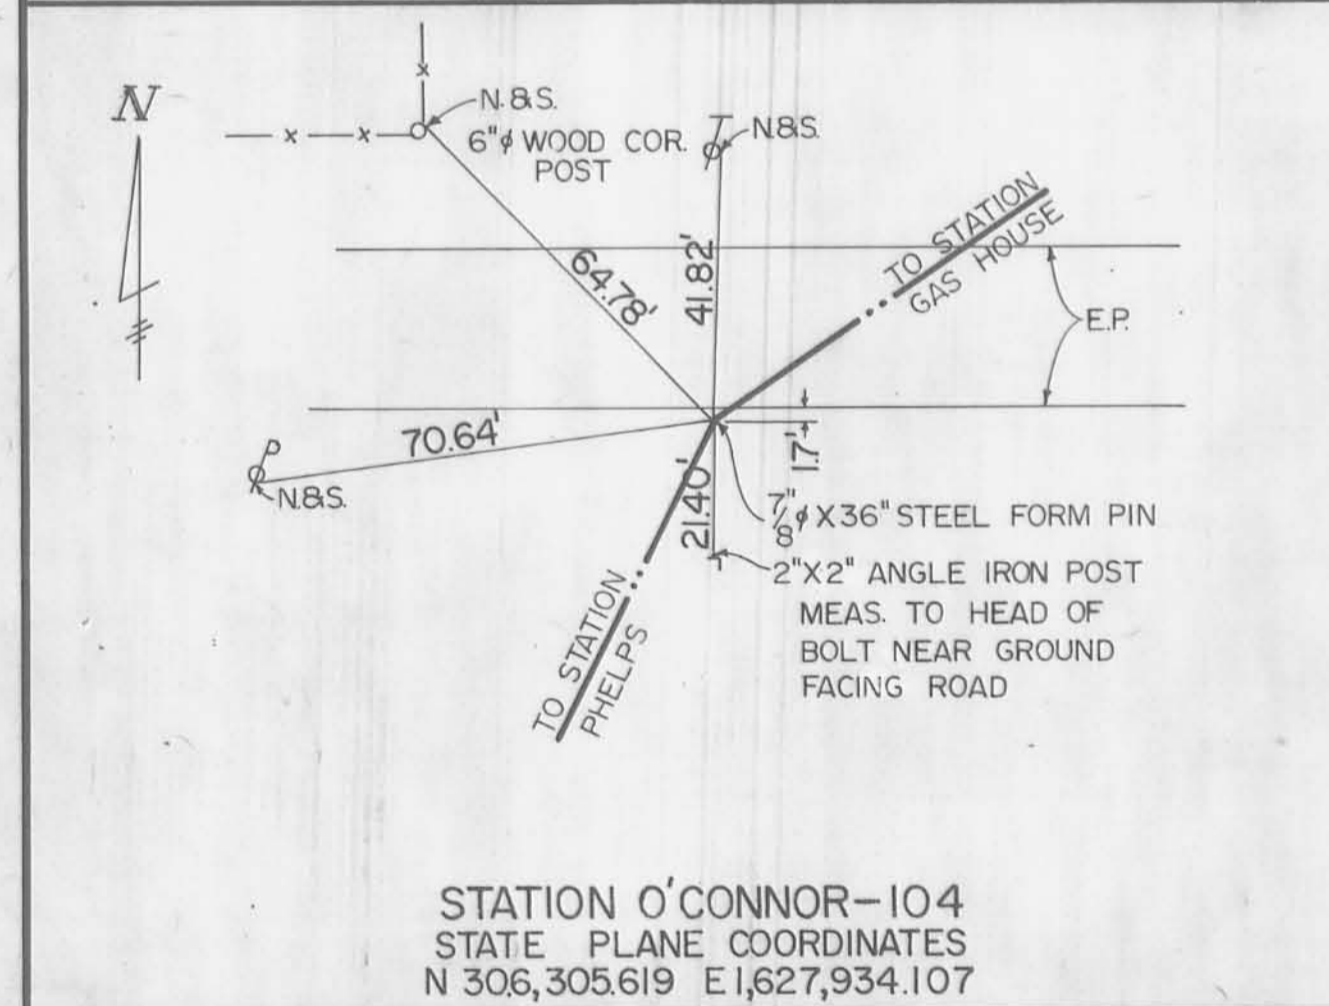 N
x
x
x
N.&S.
6"ϕ WOOD COR.
POST
T
N.&S.
64.78'
41.82'
TO STATION
GAS HOUSE
E.P.
70.64'
P
N.&S.
1.7'
21.40'
7/8"ϕ X 36" STEEL FORM PIN
2"X2" ANGLE IRON POST
MEAS. TO HEAD OF
BOLT NEAR GROUND
FACING ROAD
TO STATION
PHELPS
STATION O'CONNOR-104
STATE PLANE COORDINATES
N 306,305.619 E 1,627,934.107